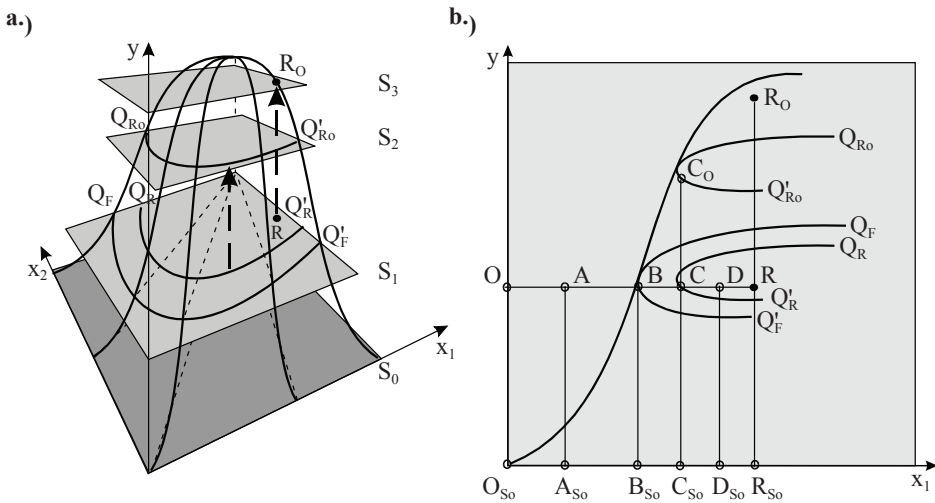 a.)
y
R_O
S_3
Q_Ro
Q'_Ro
S_2
Q_F
Q_R
Q'_R
R
Q'_F
x_2
S_1
x_1
S_0
b.)
y
R_O
Q_Ro
C_O
Q'_Ro
Q_F
Q_R
O A B C D R
Q'_R
Q'_F
x_1
O_So A_So B_So C_So D_So R_So